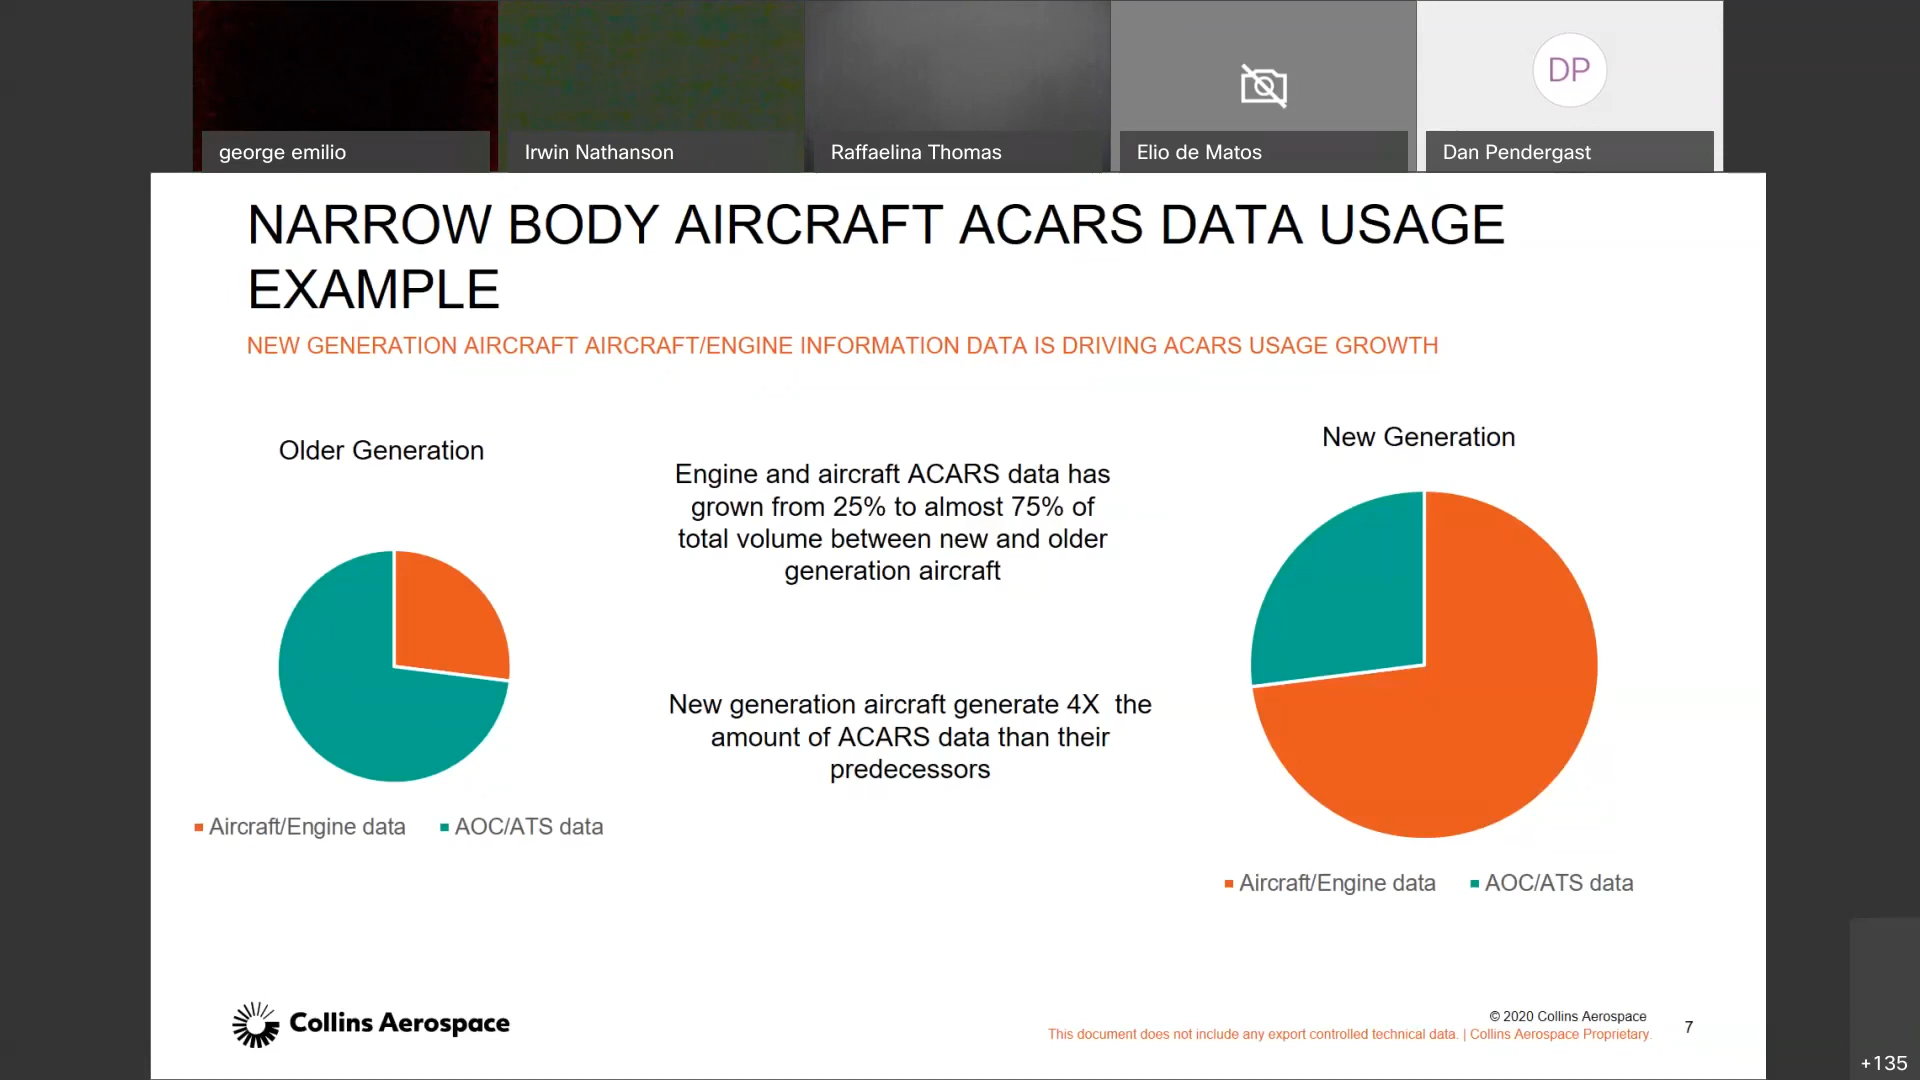 george emilio
Irwin Nathanson
Raffaelina Thomas
Elio de Matos
DP
Dan Pendergast
NARROW BODY AIRCRAFT ACARS DATA USAGE
EXAMPLE
NEW GENERATION AIRCRAFT AIRCRAFT/ENGINE INFORMATION DATA IS DRIVING ACARS USAGE GROWTH
Older Generation
Engine and aircraft ACARS data has
grown from 25% to almost 75% of
total volume between new and older
generation aircraft
New generation aircraft generate 4X the
amount of ACARS data than their
predecessors
New Generation
Aircraft/Engine data
AOC/ATS data
Aircraft/Engine data
AOC/ATS data
Collins Aerospace
© 2020 Collins Aerospace
This document does not include any export controlled technical data. | Collins Aerospace Proprietary.
7
+135